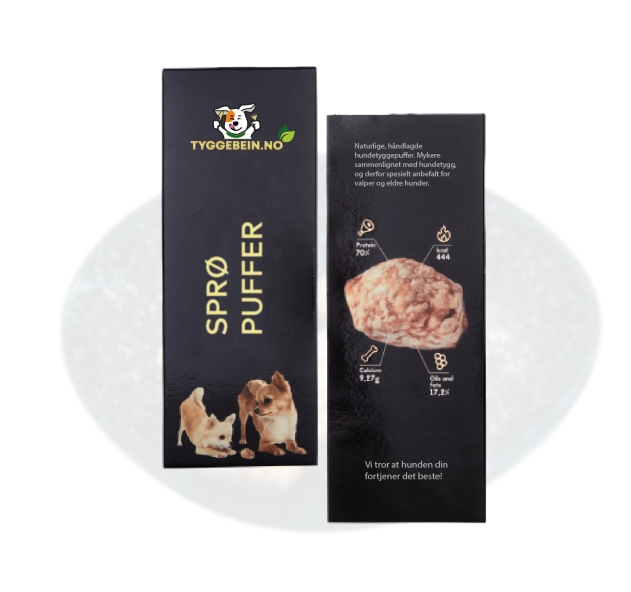 TYGGEBEIN.NO
SPRØ
PUFFER
Naturlige, håndlagde
hundetyggepuffer. Mykere
sammenlignet med hundetygg,
og derfor spesielt anbefalt for
valper og eldre hunder.
Protein
70%
kcal
444
Calcium
9,27g
Oils and
fats
17,2%
Vi tror at hunden din
fortjener det beste!